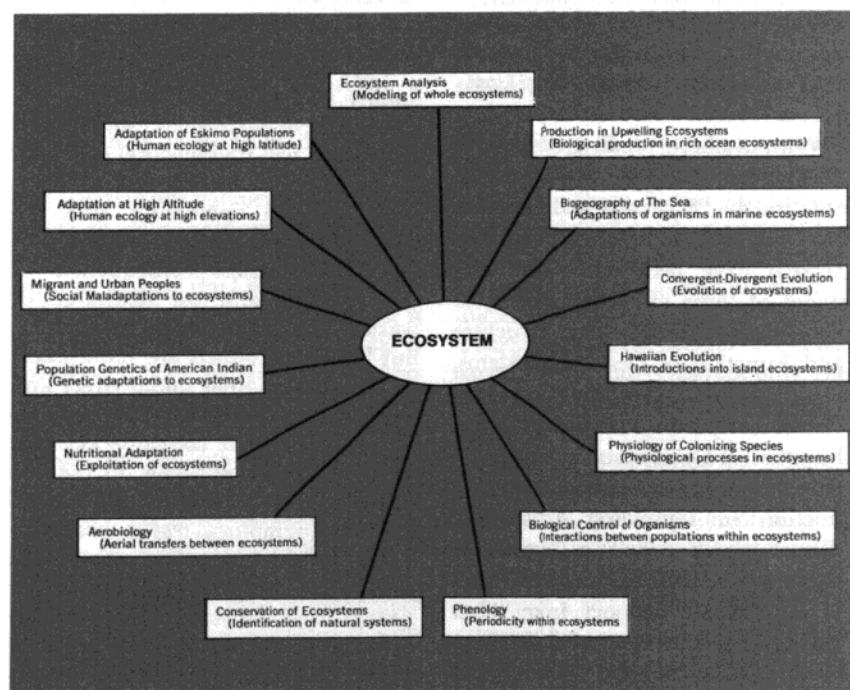 Ecosystem Analysis
(Modeling of whole ecosystems)
Adaptation of Eskimo Populations
(Human ecology at high latitude)
Production in Upwelling Ecosystems
(Biological production in rich ocean ecosystems)
Adaptation at High Altitude
(Human ecology at high elevations)
Biogeography of The Sea
(Adaptations of organisms in marine ecosystems)
Migrant and Urban Peoples
(Social Maladaptations to ecosystems)
Convergent-Divergent Evolution
(Evolution of ecosystems)
ECOSYSTEM
Population Genetics of American Indian
(Genetic adaptations to ecosystems)
Hawaiian Evolution
(Introductions into island ecosystems)
Nutritional Adaptation
(Exploitation of ecosystems)
Physiology of Colonizing Species
(Physiological processes in ecosystems)
Aerobiology
(Aerial transfers between ecosystems)
Biological Control of Organisms
(Interactions between populations within ecosystems)
Conservation of Ecosystems
(Identification of natural systems)
Phenology
(Periodicity within ecosystems